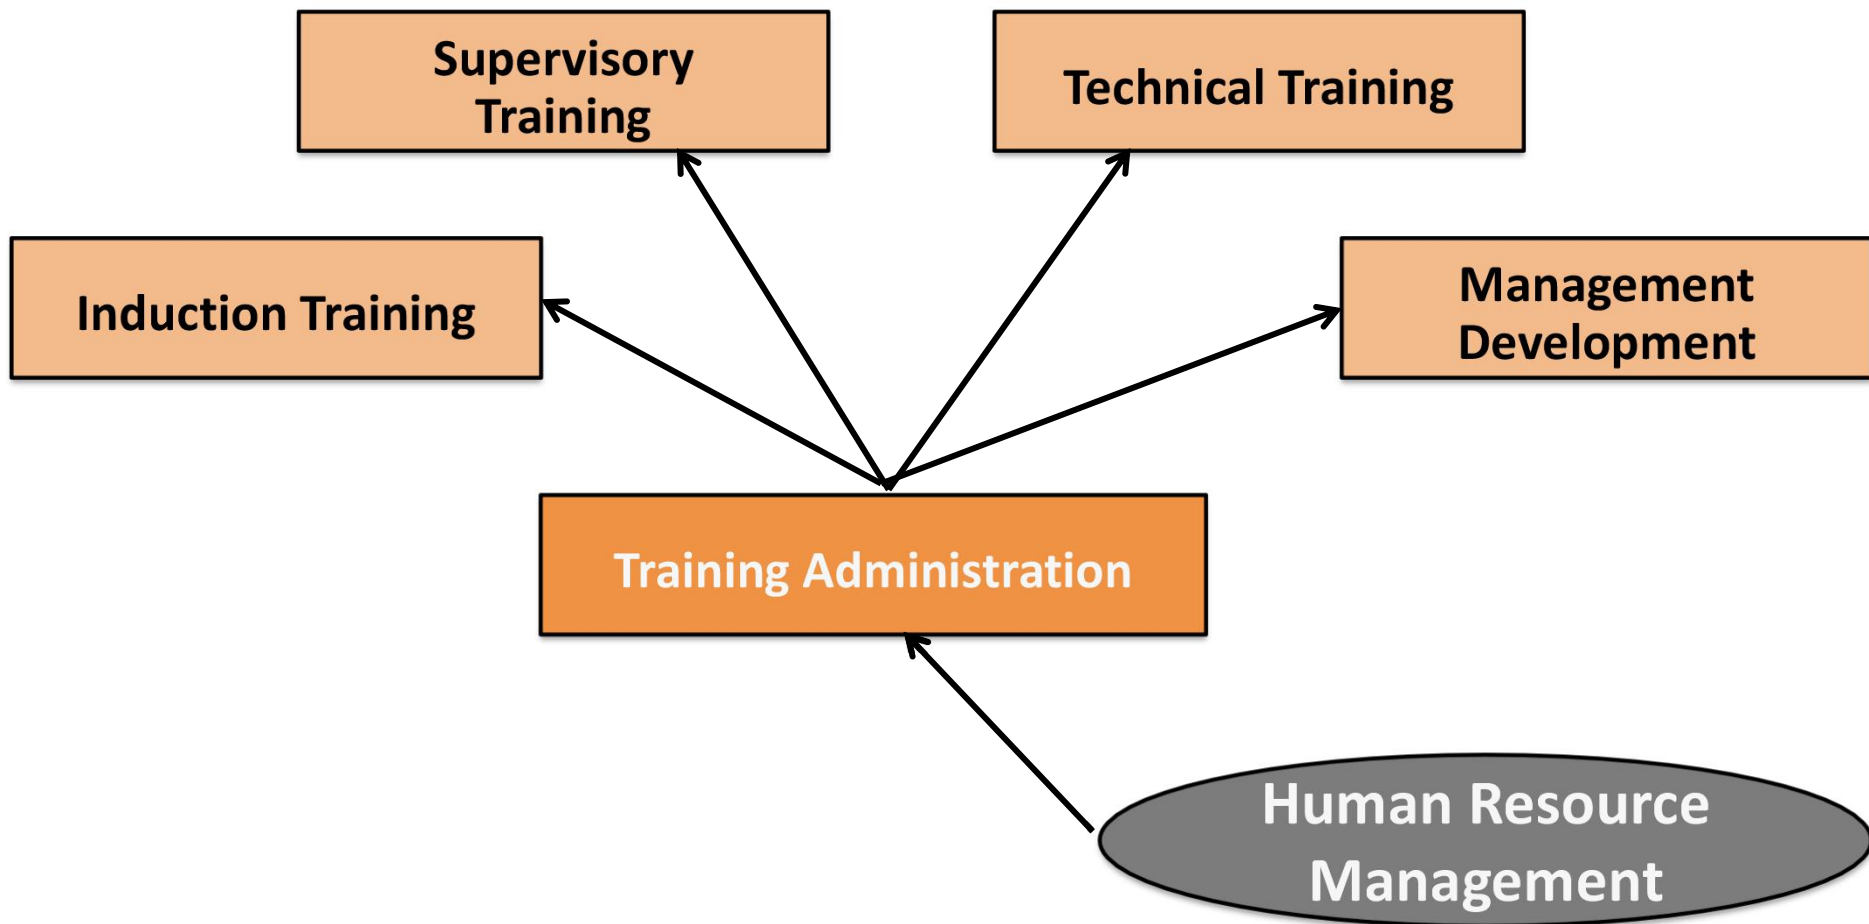 Supervisory
Training
Technical Training
Induction Training
Management
Development
Training Administration
Human Resource
Management